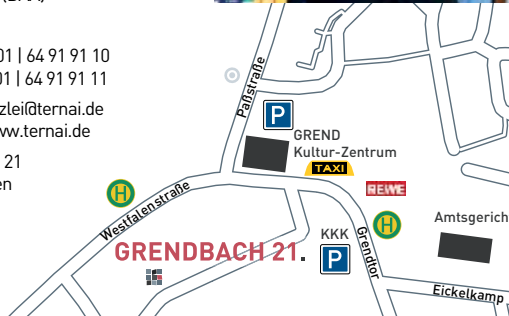 01 | 64 91 91 10
01 | 64 91 91 11
zlei@ternai.de
ww.ternai.de
21
en
Paßstraße
P
GREND
Kultur-Zentrum
TAXI
REWE
H
Westfalenstraße
GRENDBACH 21.
KKK
P
Grendtor
H
Amtsgerich
Eickelkamp